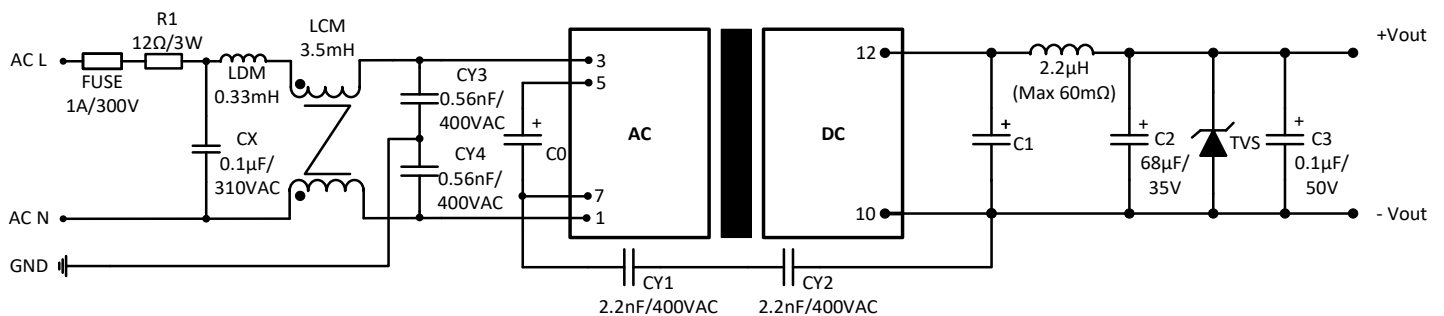 R1
12Ω/3W
LCM
3.5mH
AC L
FUSE
1A/300V
LDM
0.33mH
CX
0.1µF/
310VAC
AC N
GND
CY3
0.56nF/
400VAC
CY4
0.56nF/
400VAC
+
C0
3
5
7
1
AC
DC
12
10
CY1
2.2nF/400VAC
CY2
2.2nF/400VAC
2.2µH
(Max 60mΩ)
+
C1
+
C2
68µF/
35V
TVS
+
C3
0.1µF/
50V
+Vout
- Vout